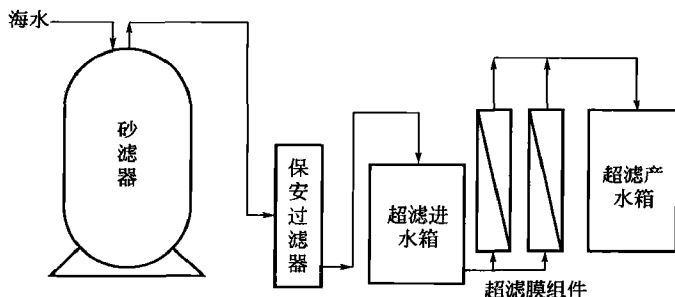 海水
砂滤器
保安过滤器
超滤进
水箱
超滤膜组件
超滤产
水箱